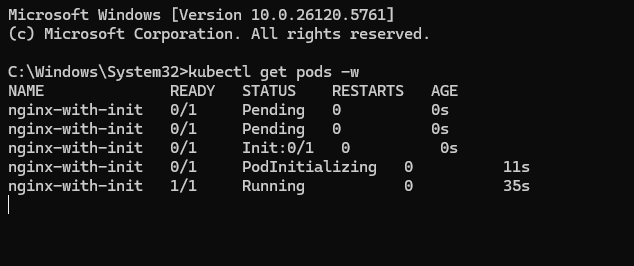 Microsoft Windows [Version 10.0.26120.5761]
(c) Microsoft Corporation. All rights reserved.
C:\Windows\System32>kubectl get pods -w
NAME READY STATUS RESTARTS AGE
nginx-with-init 0/1 Pending 0 0s
nginx-with-init 0/1 Pending 0 0s
nginx-with-init 0/1 Init:0/1 0 0s
nginx-with-init 0/1 PodInitializing 0 11s
nginx-with-init 1/1 Running 0 35s